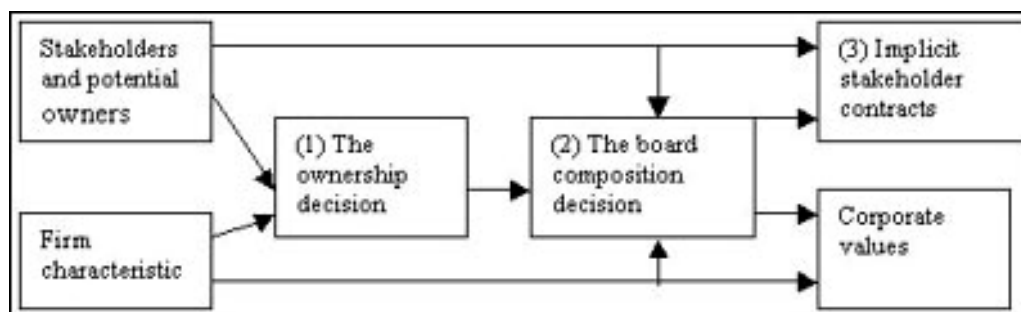 Stakeholders
and potential
owners
(1) The
ownership
decision
(2) The board
composition
decision
(3) Implicit
stakeholder
contracts
Firm
characteristic
Corporate
values